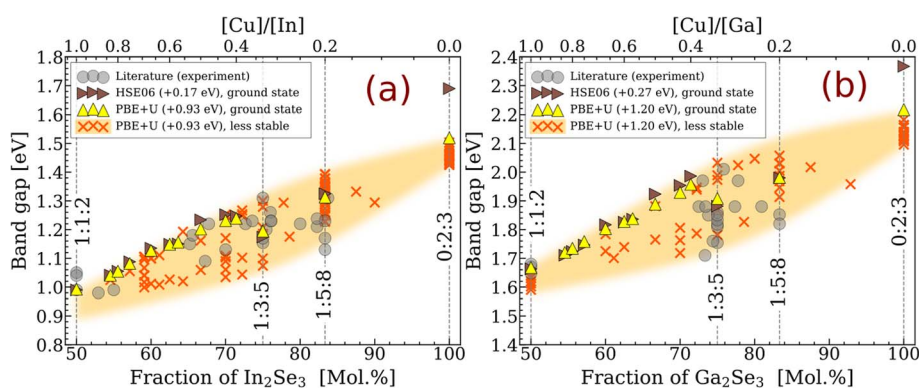 [Cu]/[In]
1.0 0.8 0.6 0.4 0.2 0.0
1.8
1.7
1.6
1.5
1.4
1.3
1.2
1.1
1.0
0.9
0.8
Band gap [eV]
Literature (experiment)
HSE06 (+0.17 eV), ground state
PBE+U (+0.93 eV), ground state
PBE+U (+0.93 eV), less stable
(a)
1:1:2
1:3:5
1:5:8
0:2:3
50 60 70 80 90 100
Fraction of In₂Se₃ [Mol.%]
[Cu]/[Ga]
1.0 0.8 0.6 0.4 0.2 0.0
2.4
2.3
2.2
2.1
2.0
1.9
1.8
1.7
1.6
1.5
1.4
Band gap [eV]
Literature (experiment)
HSE06 (+0.27 eV), ground state
PBE+U (+1.20 eV), ground state
PBE+U (+1.20 eV), less stable
(b)
1:1:2
1:3:5
1:5:8
0:2:3
50 60 70 80 90 100
Fraction of Ga₂Se₃ [Mol.%]